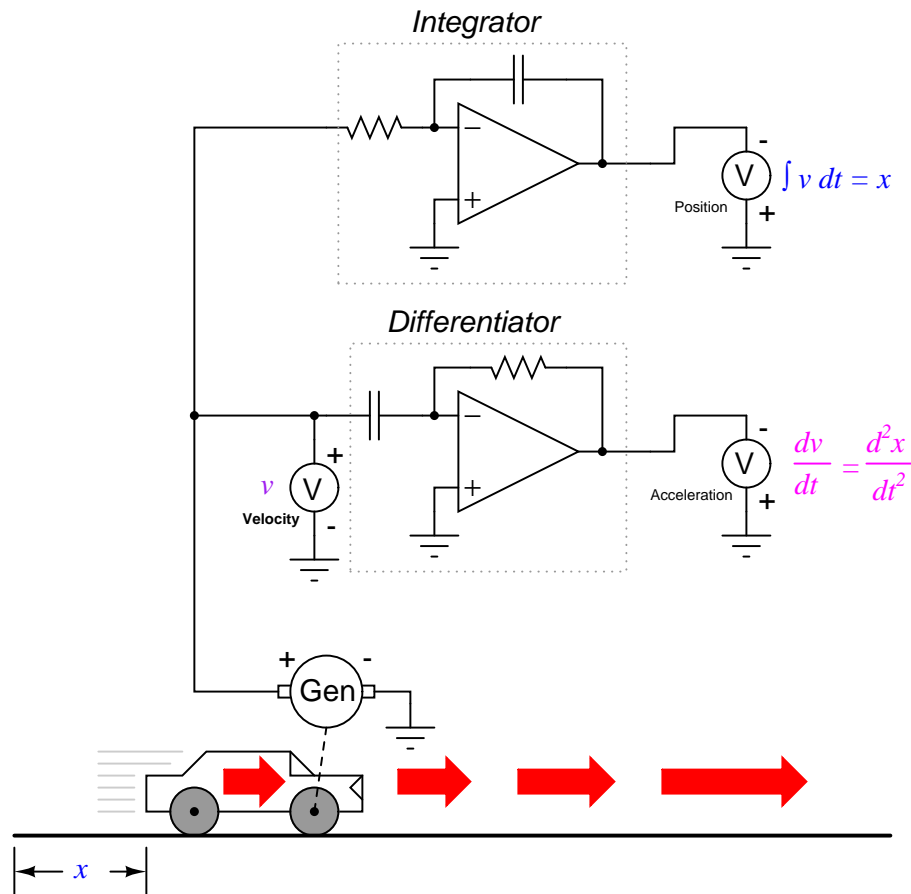 Integrator
−
+
-
V
+
Position
∫ v dt = x
Differentiator
−
+
v
+
V
-
Velocity
-
V
+
Acceleration
dv/dt = d²x/dt²
+
-
Gen
x